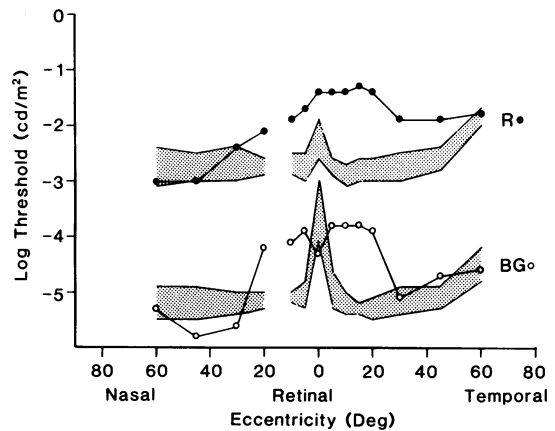 0
-1
-2
-3
-4
-5
Log Threshold (cd/m²)
R
BG
80 60 40 20 0 20 40 60 80
Nasal Retinal Temporal
Eccentricity (Deg)